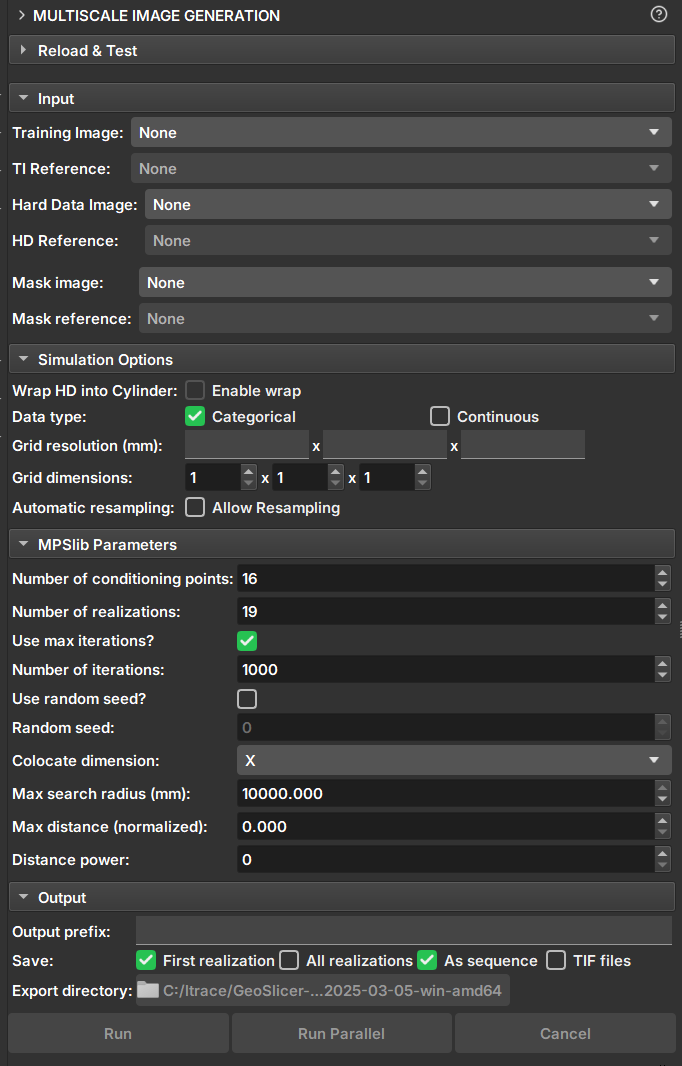 MULTISCALE IMAGE GENERATION
Reload & Test
Input
Training Image: None
TI Reference: None
Hard Data Image: None
HD Reference: None
Mask image: None
Mask reference: None
Simulation Options
Wrap HD into Cylinder: Enable wrap
Data type: Categorical Continuous
Grid resolution (mm): x x
Grid dimensions: 1 x 1 x 1
Automatic resampling: Allow Resampling
MPSlib Parameters
Number of conditioning points: 16
Number of realizations: 19
Use max iterations?
Number of iterations: 1000
Use random seed?
Random seed: 0
Colocate dimension: X
Max search radius (mm): 10000.000
Max distance (normalized): 0.000
Distance power: 0
Output
Output prefix:
Save: First realization All realizations As sequence TIF files
Export directory: C:/ltrace/GeoSlicer-...2025-03-05-win-amd64
Run Run Parallel Cancel